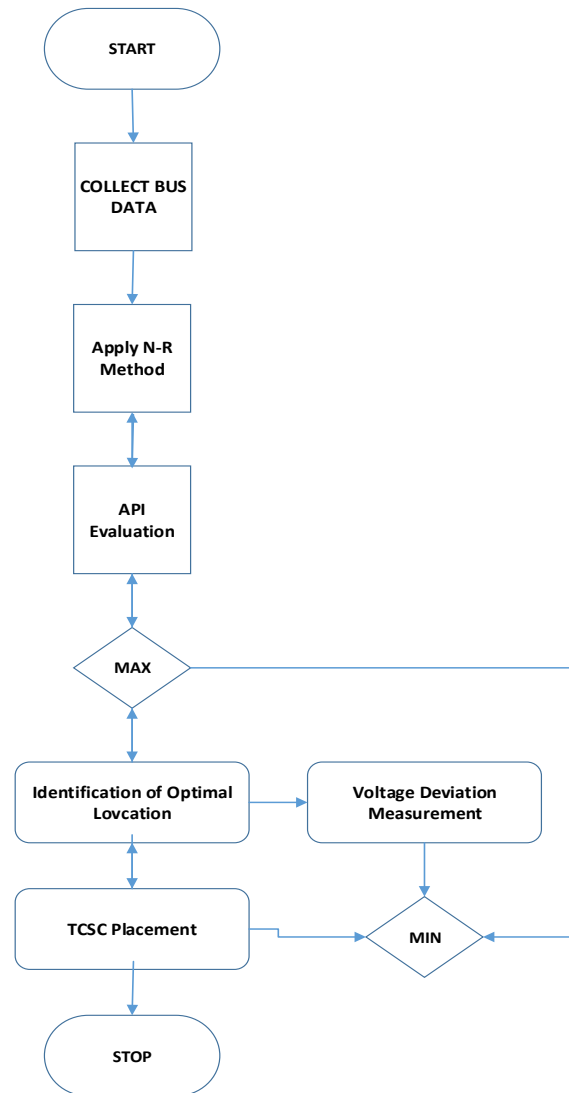 START
COLLECT BUS
DATA
Apply N-R
Method
API
Evaluation
MAX
Identification of Optimal
Lovcation
Voltage Deviation
Measurement
TCSC Placement
MIN
STOP